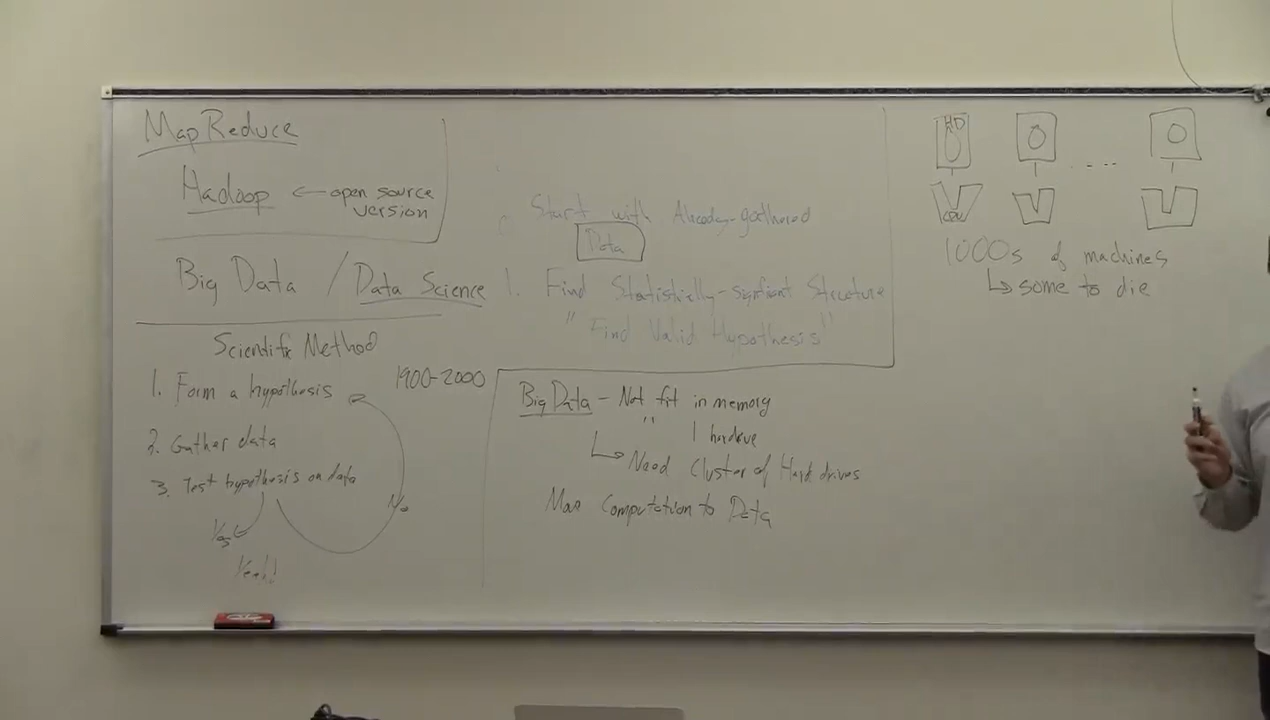 MapReduce
Hadoop ← open source
version
Big Data / Data Science
Scientific Method
1. Form a hypothesis
1900-2000
2. Gather data
3. Test hypothesis on data
Yes
No
Yeah!
Start with Already-gathered
Data
1. Find Statistically-significant Structure
"Find Valid Hypothesis"
Big Data - Not fit in memory
" 1 hardrive
↳ Need Cluster of Hard drives
Move Computation to Data
HD
CPU
1000s of machines
↳ some to die